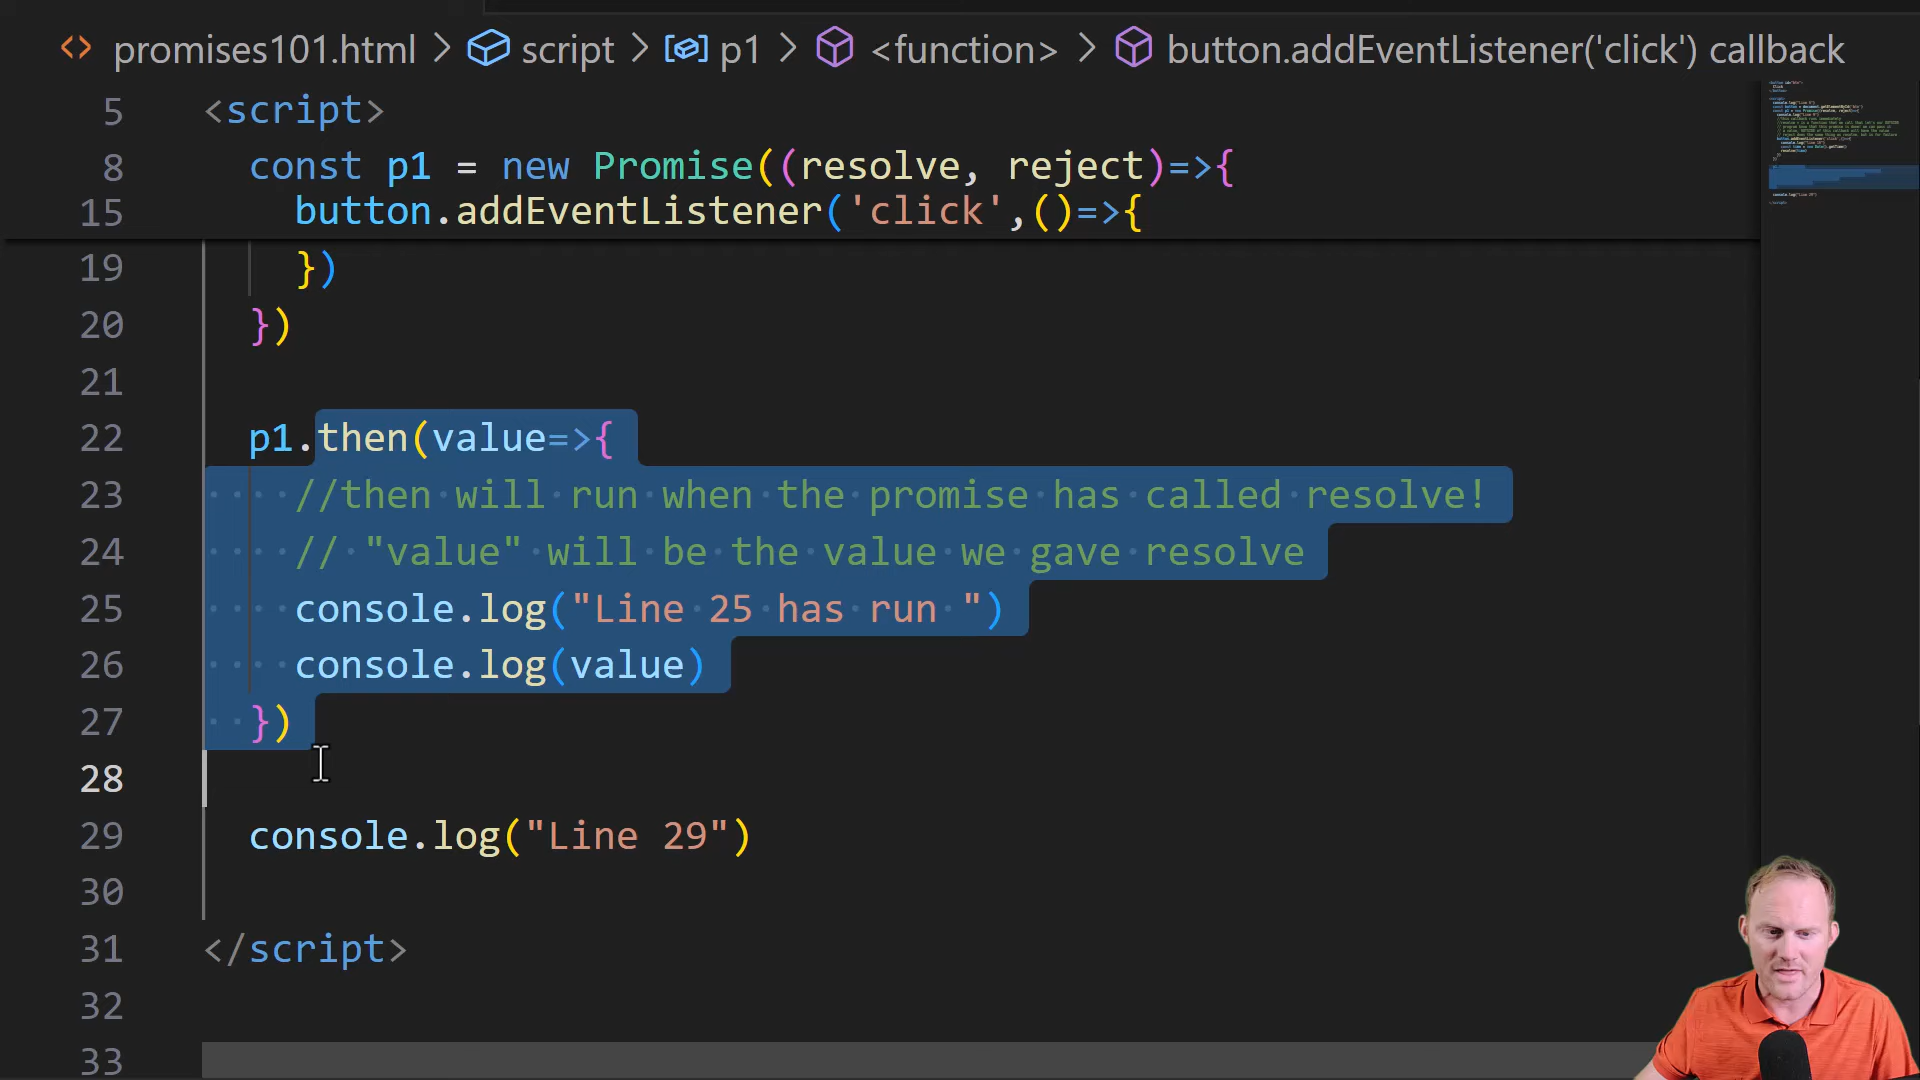 promises101.html > script > p1 > <function> > button.addEventListener('click') callback
5 <script>
8 const p1 = new Promise((resolve, reject)=>{
15 button.addEventListener('click',()=>{
19 })
20 })
21
22 p1.then(value=>{
23 //then will run when the promise has called resolve!
24 // "value" will be the value we gave resolve
25 console.log("Line 25 has run ")
26 console.log(value)
27 })
28
29 console.log("Line 29")
30
31 </script>
32
33